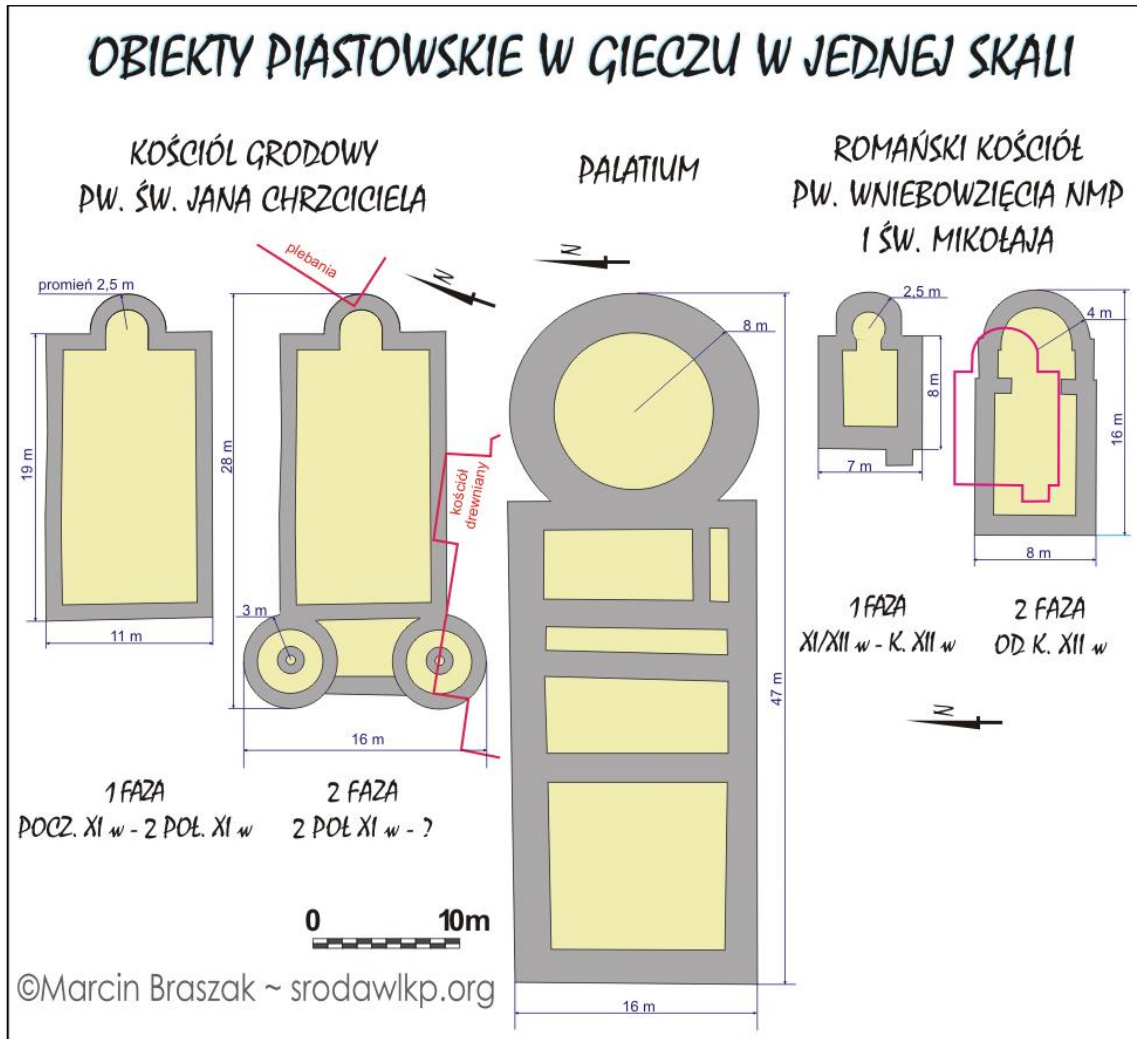 OBIEKTY PIASTOWSKIE W GIECZU W JEDNEJ SKALI
KOŚCIÓŁ GRODOWY
PW. ŚW. JANA CHRZCICIELA
PALATIUM
ROMAŃSKI KOŚCIÓŁ
PW. WNIEBOWZIĘCIA NMP
I ŚW. MIKOŁAJA
promień 2,5 m
19 m
11 m
1 FAZA
POCZ. XI w - 2 POŁ. XI w
plebania
N
28 m
kościół
drewniany
3 m
16 m
2 FAZA
2 POŁ XI w - ?
N
8 m
47 m
16 m
2,5 m
8 m
7 m
1 FAZA
XI/XII w - K. XII w
4 m
16 m
8 m
2 FAZA
OD K. XII w
N
0 10m
©Marcin Braszak ~ srodawlkp.org